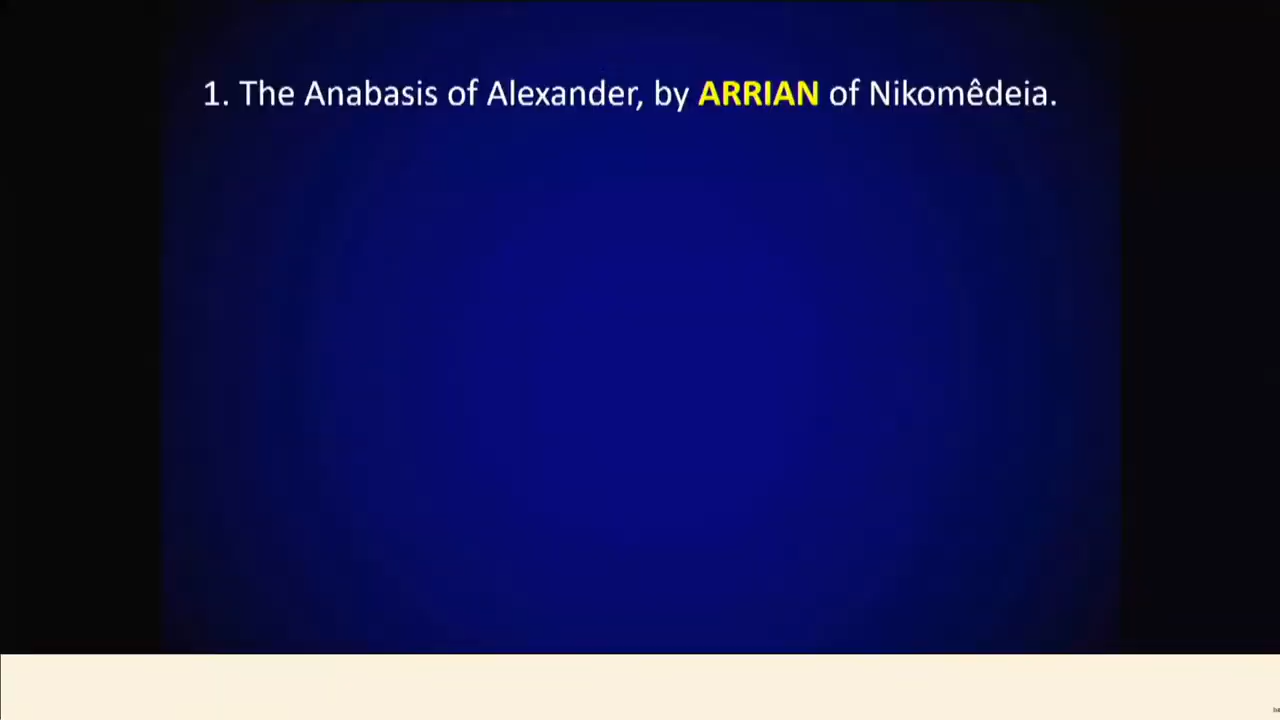 1. The Anabasis of Alexander, by ARRIAN of Nikomêdeia.